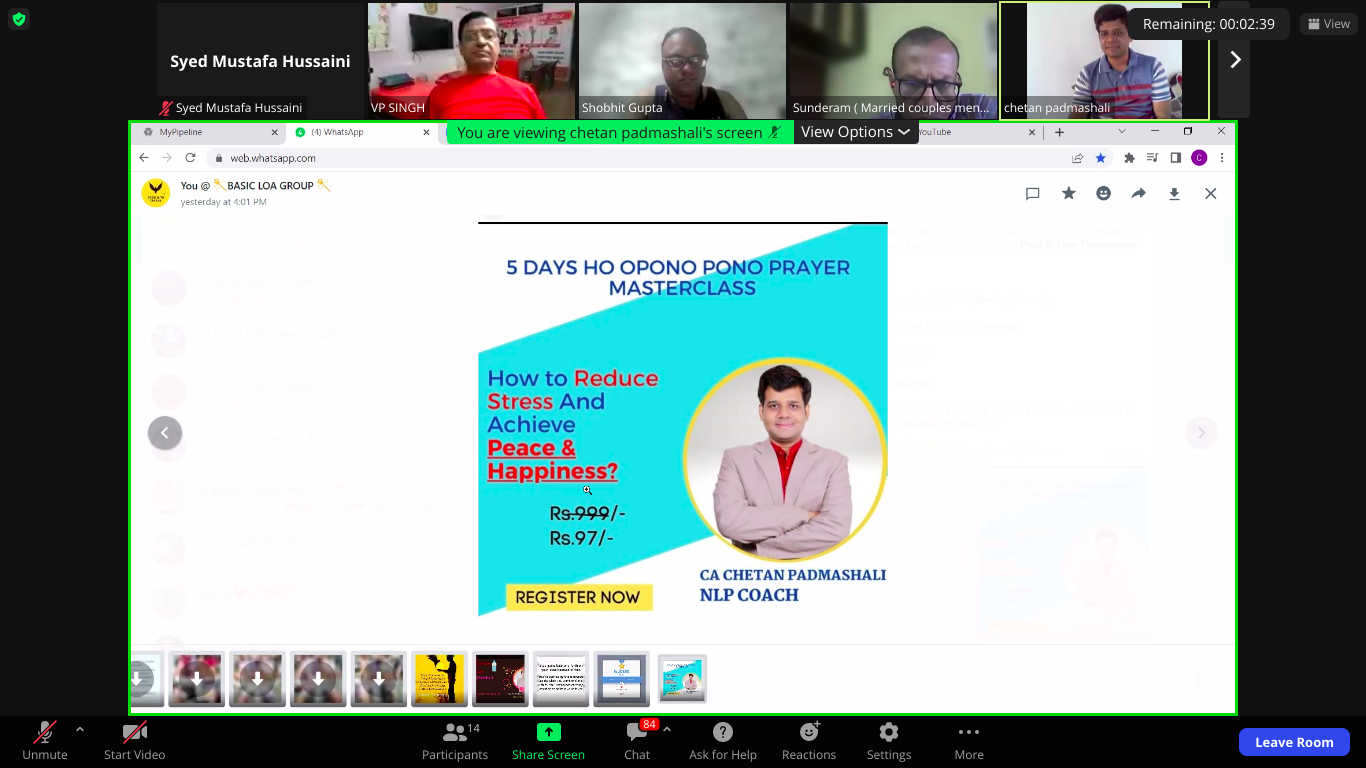 Syed Mustafa Hussaini
Syed Mustafa Hussaini
VP SINGH
Shobhit Gupta
Sunderam ( Married couples men...
chetan padmashali
Remaining: 00:02:39
View
MyPipeline
(4) WhatsApp
You are viewing chetan padmashali's screen
View Options
YouTube
web.whatsapp.com
C
You @ BASIC LOA GROUP
yesterday at 4:01 PM
5 DAYS HO OPONO PONO PRAYER
MASTERCLASS
How to Reduce
Stress And
Achieve
Peace &
Happiness?
Rs.999/-
Rs.97/-
REGISTER NOW
CA CHETAN PADMASHALI
NLP COACH
Unmute
Start Video
Participants
14
Share Screen
Chat
84
Ask for Help
Reactions
Settings
More
Leave Room